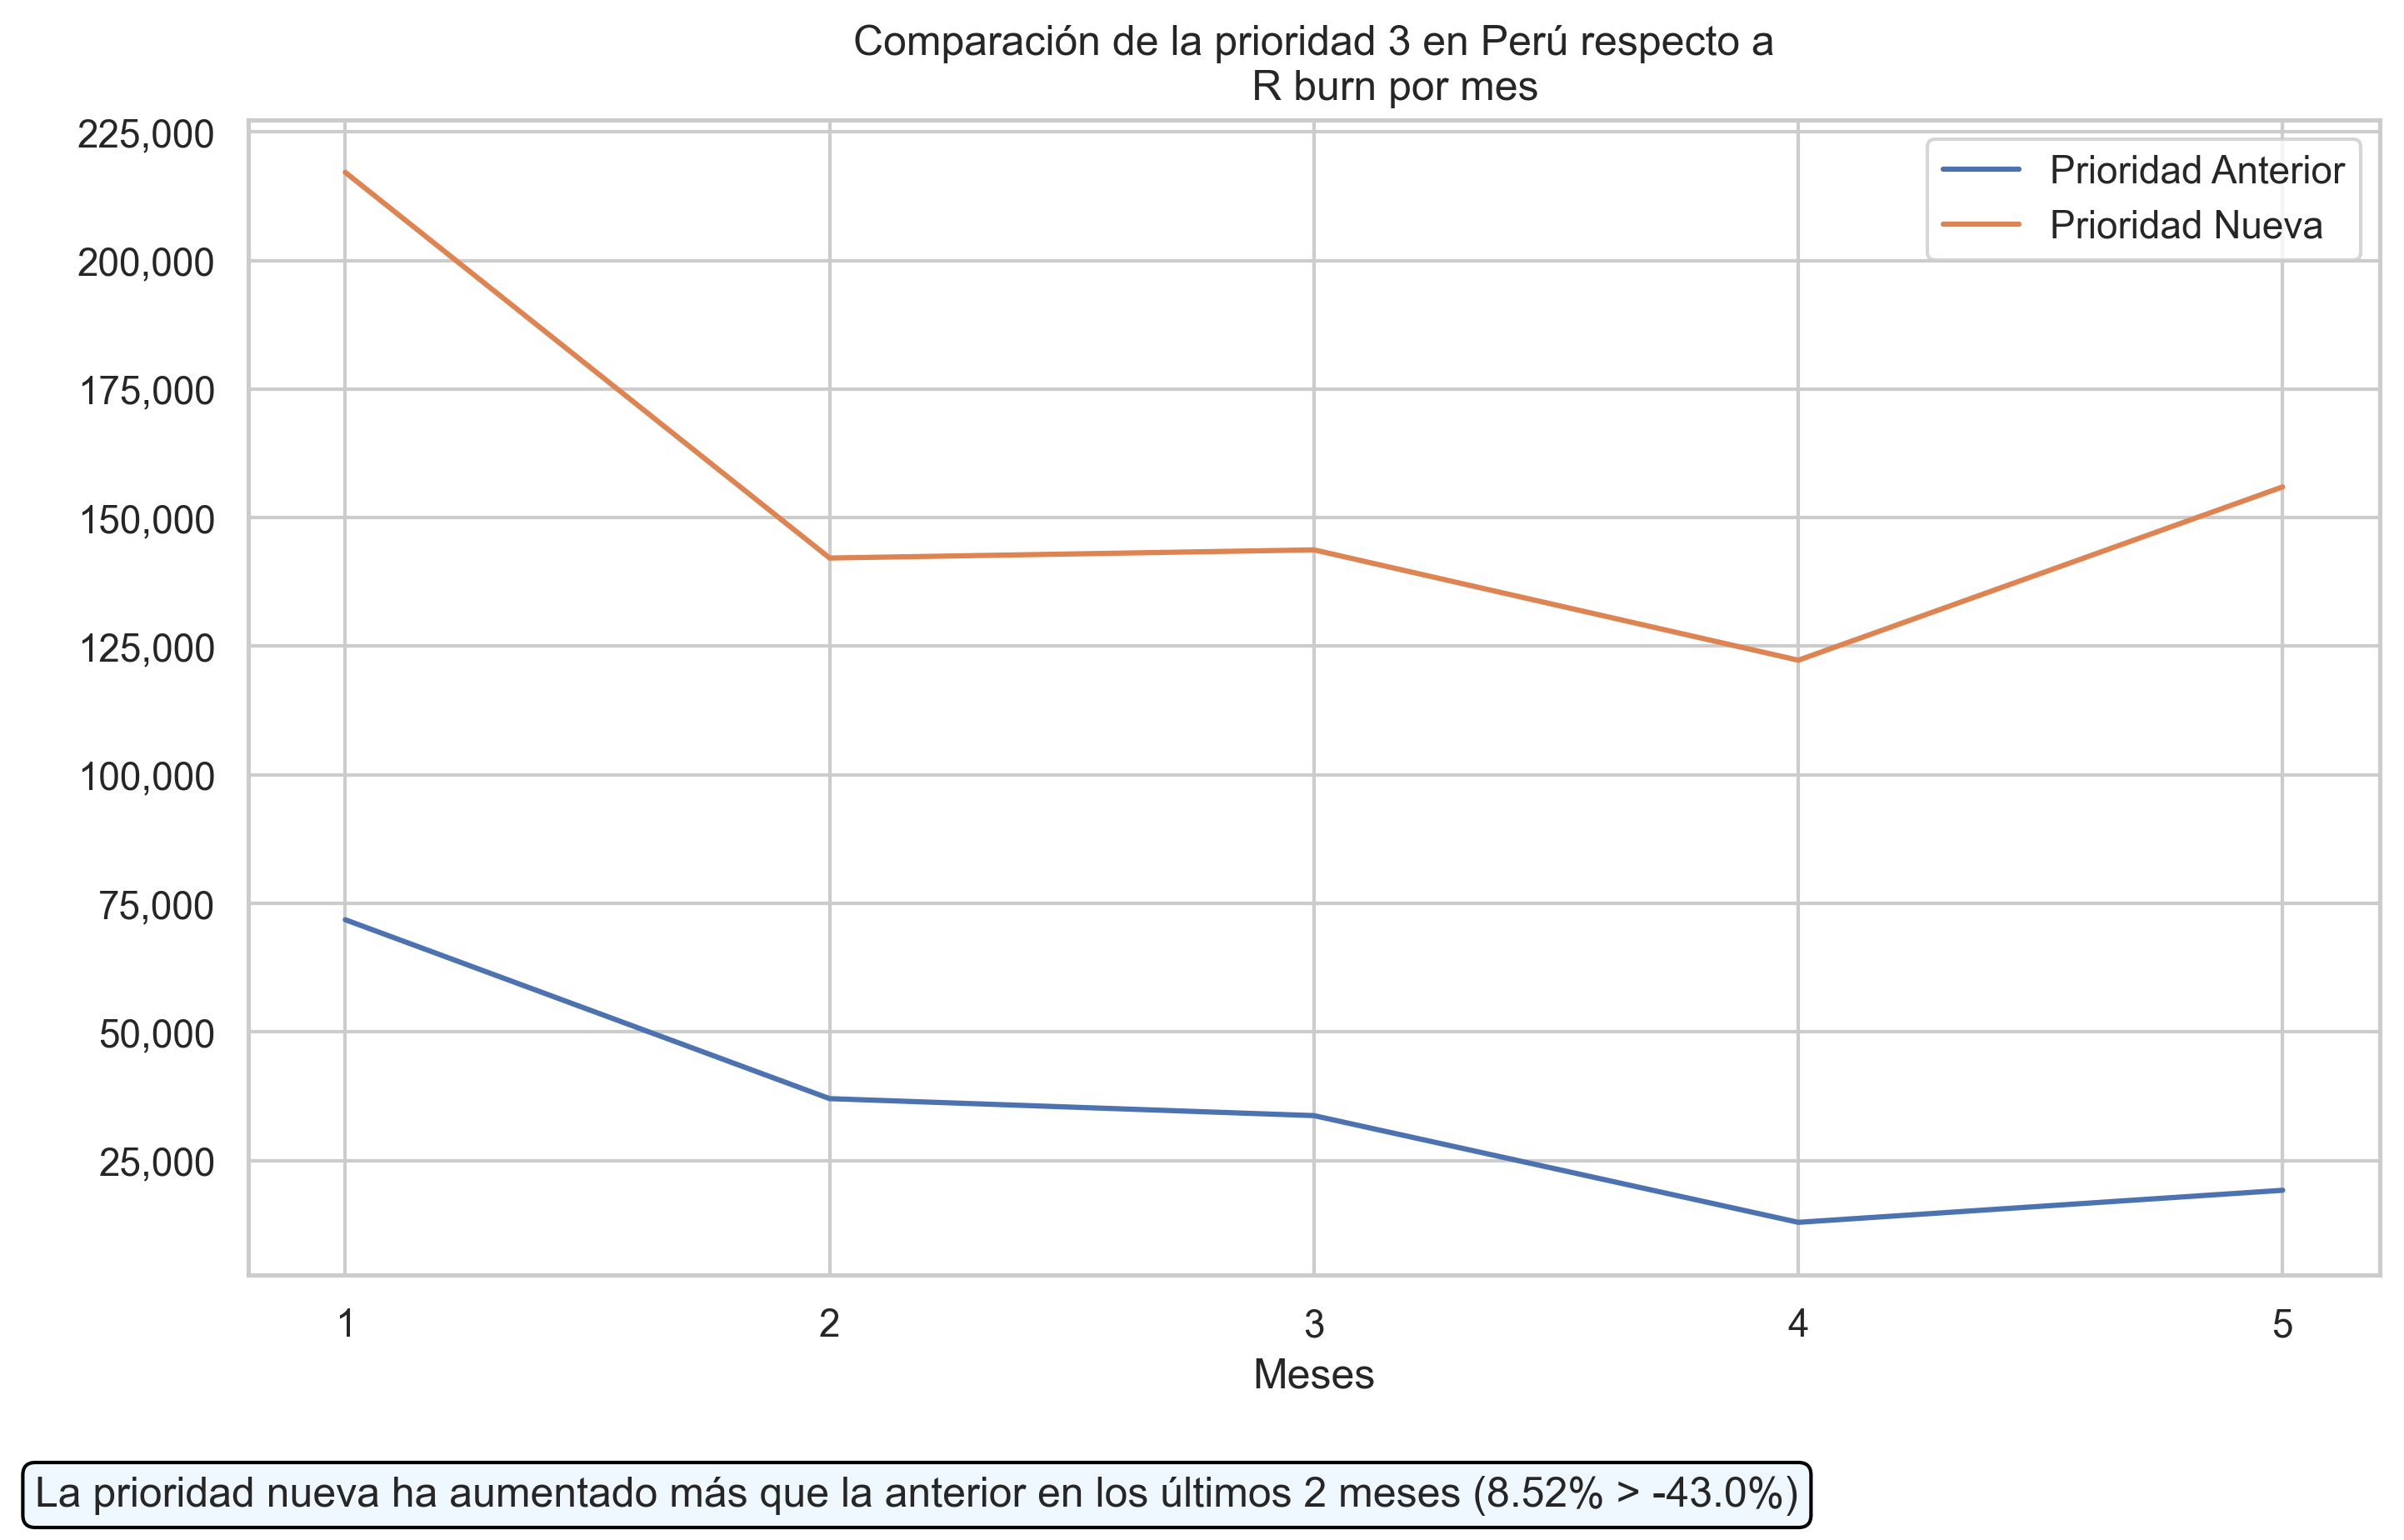 Comparación de la prioridad 3 en Perú respecto a
R burn por mes
225,000
200,000
175,000
150,000
125,000
100,000
75,000
50,000
25,000
Prioridad Anterior
Prioridad Nueva
1 2 3 4 5
Meses
La prioridad nueva ha aumentado más que la anterior en los últimos 2 meses (8.52% > -43.0%)